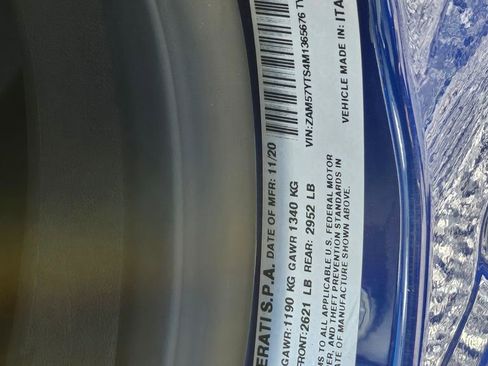 ERATI S.P.A. DATE OF MFR: 11/20
GAWR:1190 KG GAWR 1340 KG
FRONT:2621 LB REAR: 2952 LB
MS TO ALL APPLICABLE U.S. FEDERAL MOTOR
ER, AND THEFT PREVENTION STANDARDS IN
ATE OF MANUFACTURE SHOWN ABOVE.
VIN:ZAM57YTS4M1365676
VEHICLE MADE IN: ITA